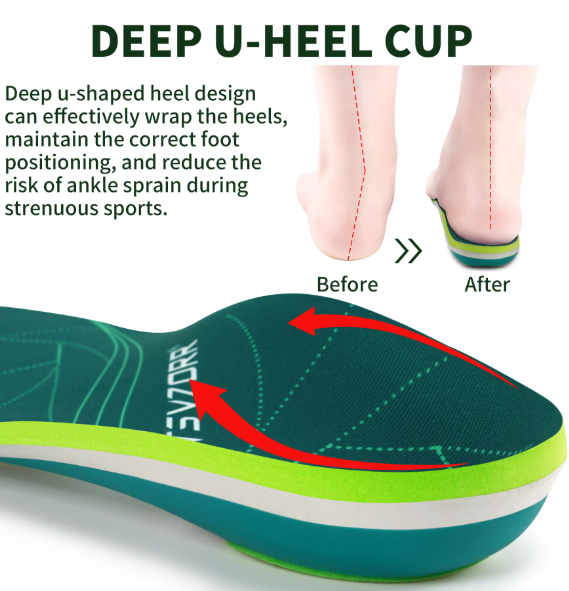 DEEP U-HEEL CUP
Deep u-shaped heel design
can effectively wrap the heels,
maintain the correct foot
positioning, and reduce the
risk of ankle sprain during
strenuous sports.
Before
After
TSVZORR